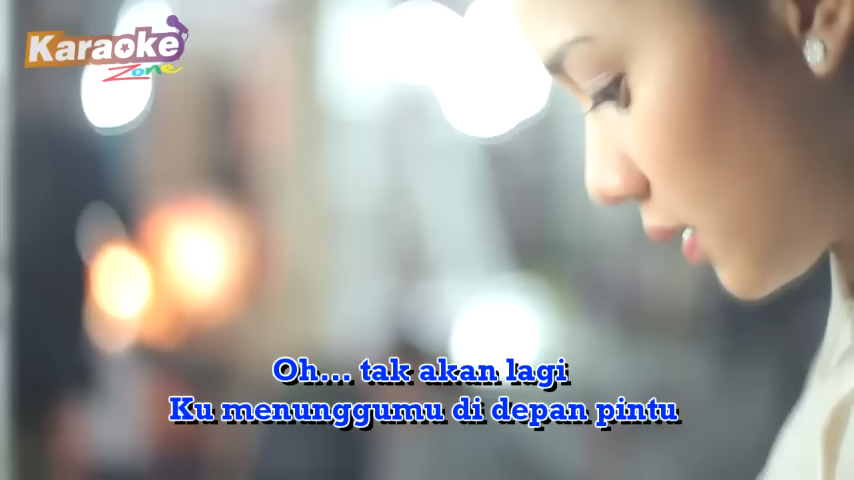 Karaoke
Zone
Oh... tak akan lagi
Ku menunggumu di depan pintu